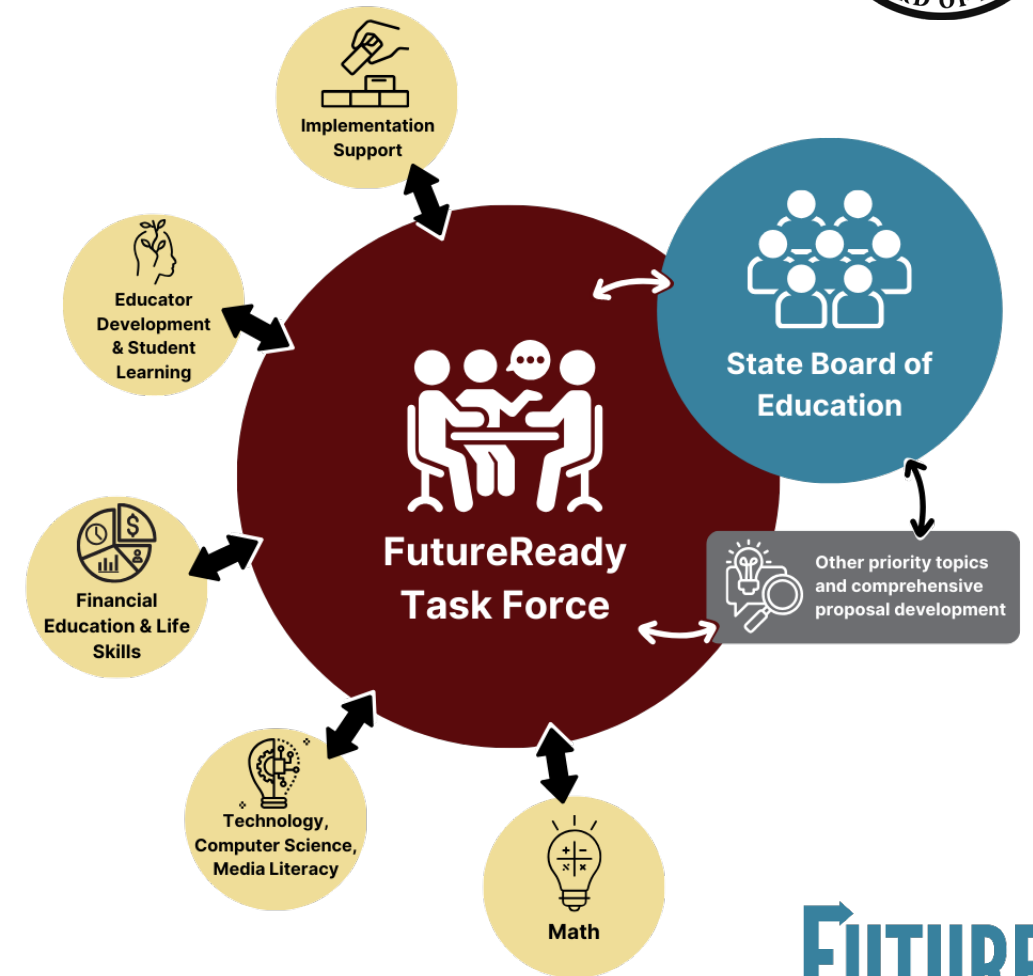 Implementation
Support
Educator
Development
& Student
Learning
State Board of
Education
FutureReady
Task Force
Other priority topics
and comprehensive
proposal development
Financial
Education & Life
Skills
Technology,
Computer Science,
Media Literacy
Math
FUTURE